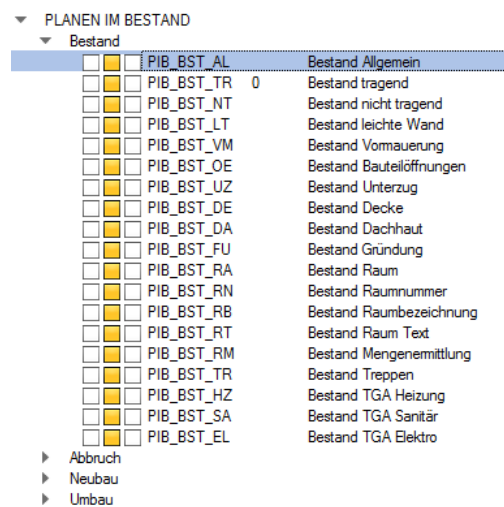 PLANEN IM BESTAND
Bestand
PIB_BST_AL Bestand Allgemein
PIB_BST_TR 0 Bestand tragend
PIB_BST_NT Bestand nicht tragend
PIB_BST_LT Bestand leichte Wand
PIB_BST_VM Bestand Vormauerung
PIB_BST_OE Bestand Bauteilöffnungen
PIB_BST_UZ Bestand Unterzug
PIB_BST_DE Bestand Decke
PIB_BST_DA Bestand Dachhaut
PIB_BST_FU Bestand Gründung
PIB_BST_RA Bestand Raum
PIB_BST_RN Bestand Raumnummer
PIB_BST_RB Bestand Raumbezeichnung
PIB_BST_RT Bestand Raum Text
PIB_BST_RM Bestand Mengenermittlung
PIB_BST_TR Bestand Treppen
PIB_BST_HZ Bestand TGA Heizung
PIB_BST_SA Bestand TGA Sanitär
PIB_BST_EL Bestand TGA Elektro
Abbruch
Neubau
Umbau